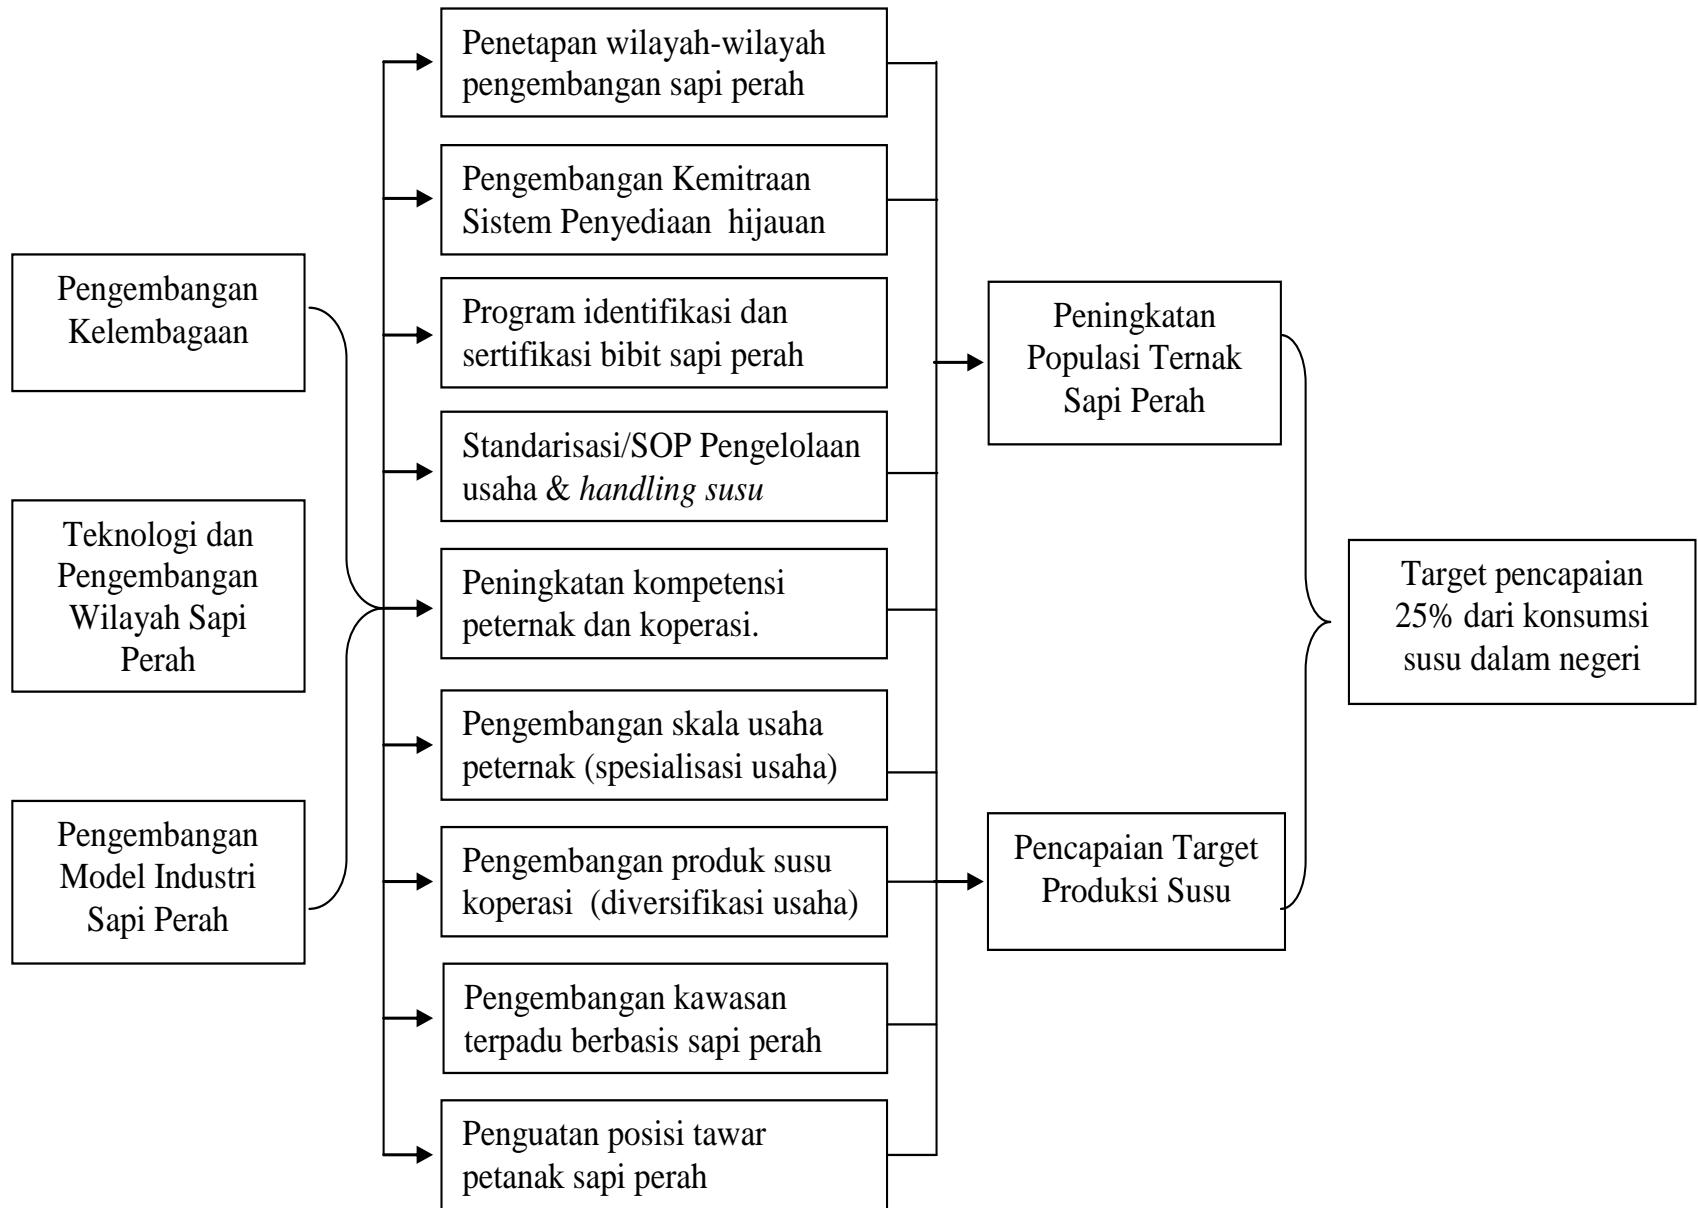 Pengembangan
Kelembagaan
Teknologi dan
Pengembangan
Wilayah Sapi
Perah
Pengembangan
Model Industri
Sapi Perah
Penetapan wilayah-wilayah
pengembangan sapi perah
Pengembangan Kemitraan
Sistem Penyediaan hijauan
Program identifikasi dan
sertifikasi bibit sapi perah
Standarisasi/SOP Pengelolaan
usaha & handling susu
Peningkatan kompetensi
peternak dan koperasi.
Pengembangan skala usaha
peternak (spesialisasi usaha)
Pengembangan produk susu
koperasi (diversifikasi usaha)
Pengembangan kawasan
terpadu berbasis sapi perah
Penguatan posisi tawar
petanak sapi perah
Peningkatan
Populasi Ternak
Sapi Perah
Pencapaian Target
Produksi Susu
Target pencapaian
25% dari konsumsi
susu dalam negeri